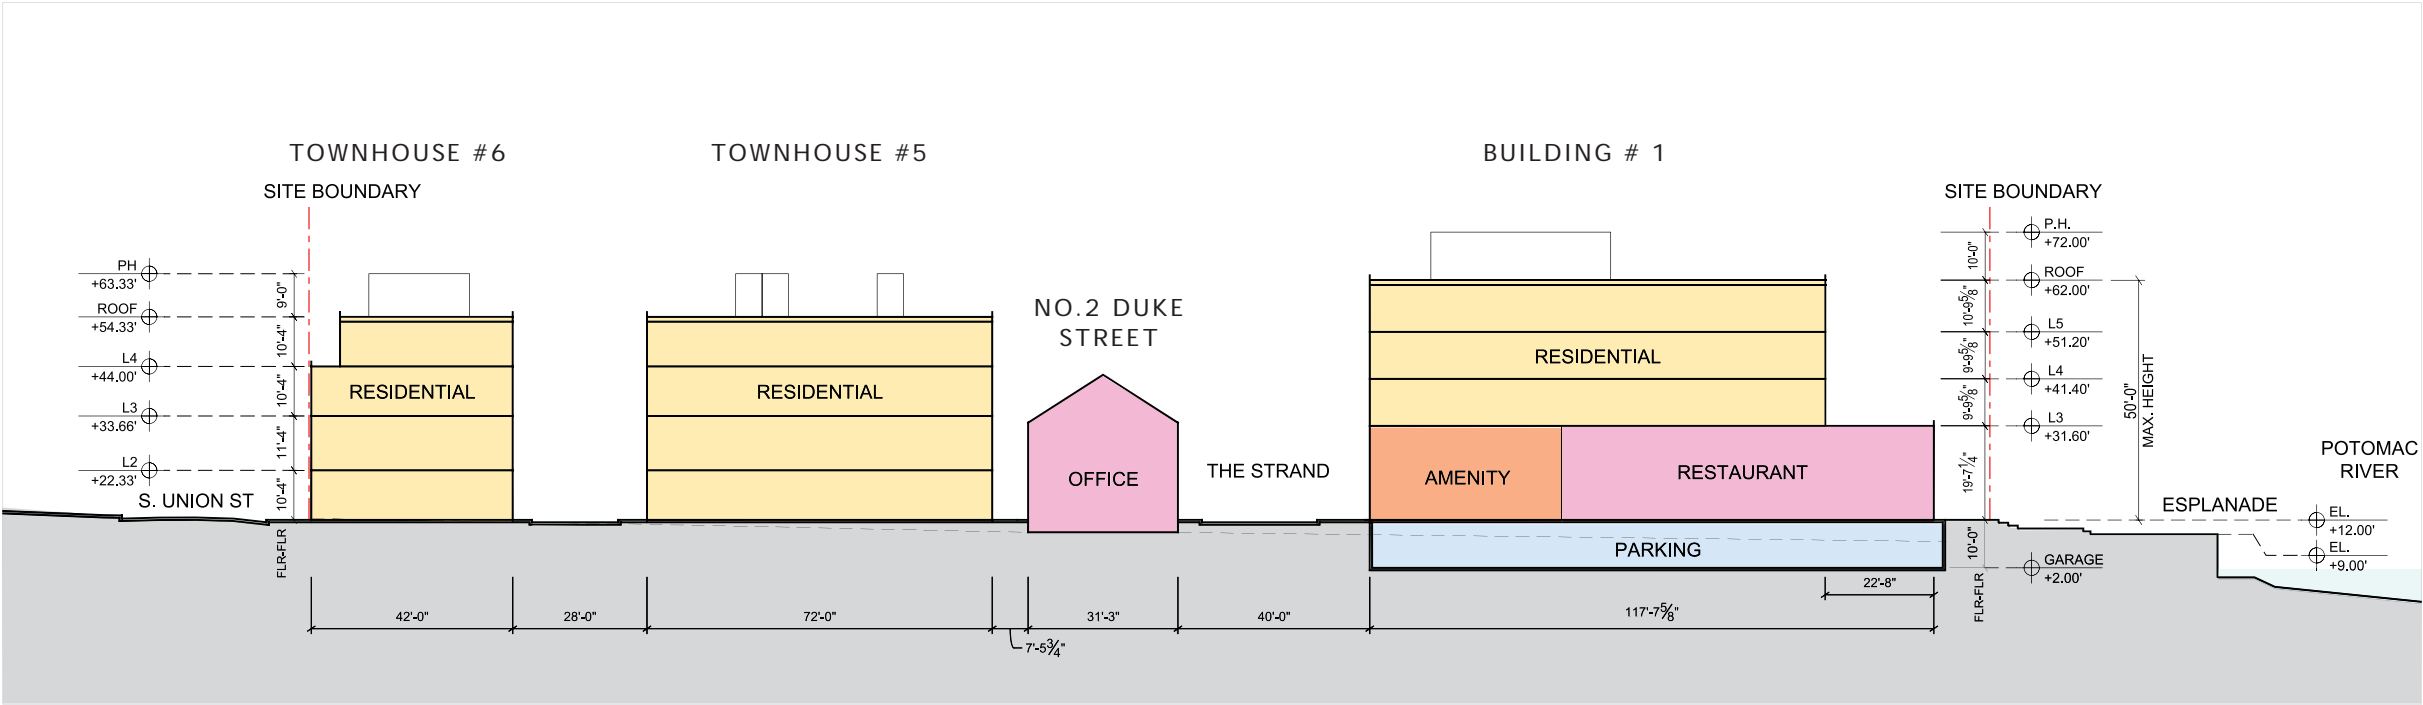 TOWNHOUSE #6
TOWNHOUSE #5
BUILDING # 1
SITE BOUNDARY
SITE BOUNDARY
NO.2 DUKE
STREET
PH
+63.33'
ROOF
+54.33'
L4
+44.00'
L3
+33.66'
L2
+22.33'
9'-0"
10'-4"
10'-4"
11'-4"
10'-4"
FLR-FLR
S. UNION ST
RESIDENTIAL
RESIDENTIAL
OFFICE
THE STRAND
RESIDENTIAL
AMENITY
RESTAURANT
PARKING
P.H.
+72.00'
ROOF
+62.00'
L5
+51.20'
L4
+41.40'
L3
+31.60'
GARAGE
+2.00'
10'-0"
10'-9⅝"
9'-9⅝"
9'-9⅝"
19'-7¼"
10'-0"
FLR-FLR
50'-0"
MAX. HEIGHT
POTOMAC
RIVER
ESPLANADE
EL.
+12.00'
EL.
+9.00'
42'-0"
28'-0"
72'-0"
7'-5¾"
31'-3"
40'-0"
117'-7⅝"
22'-8"